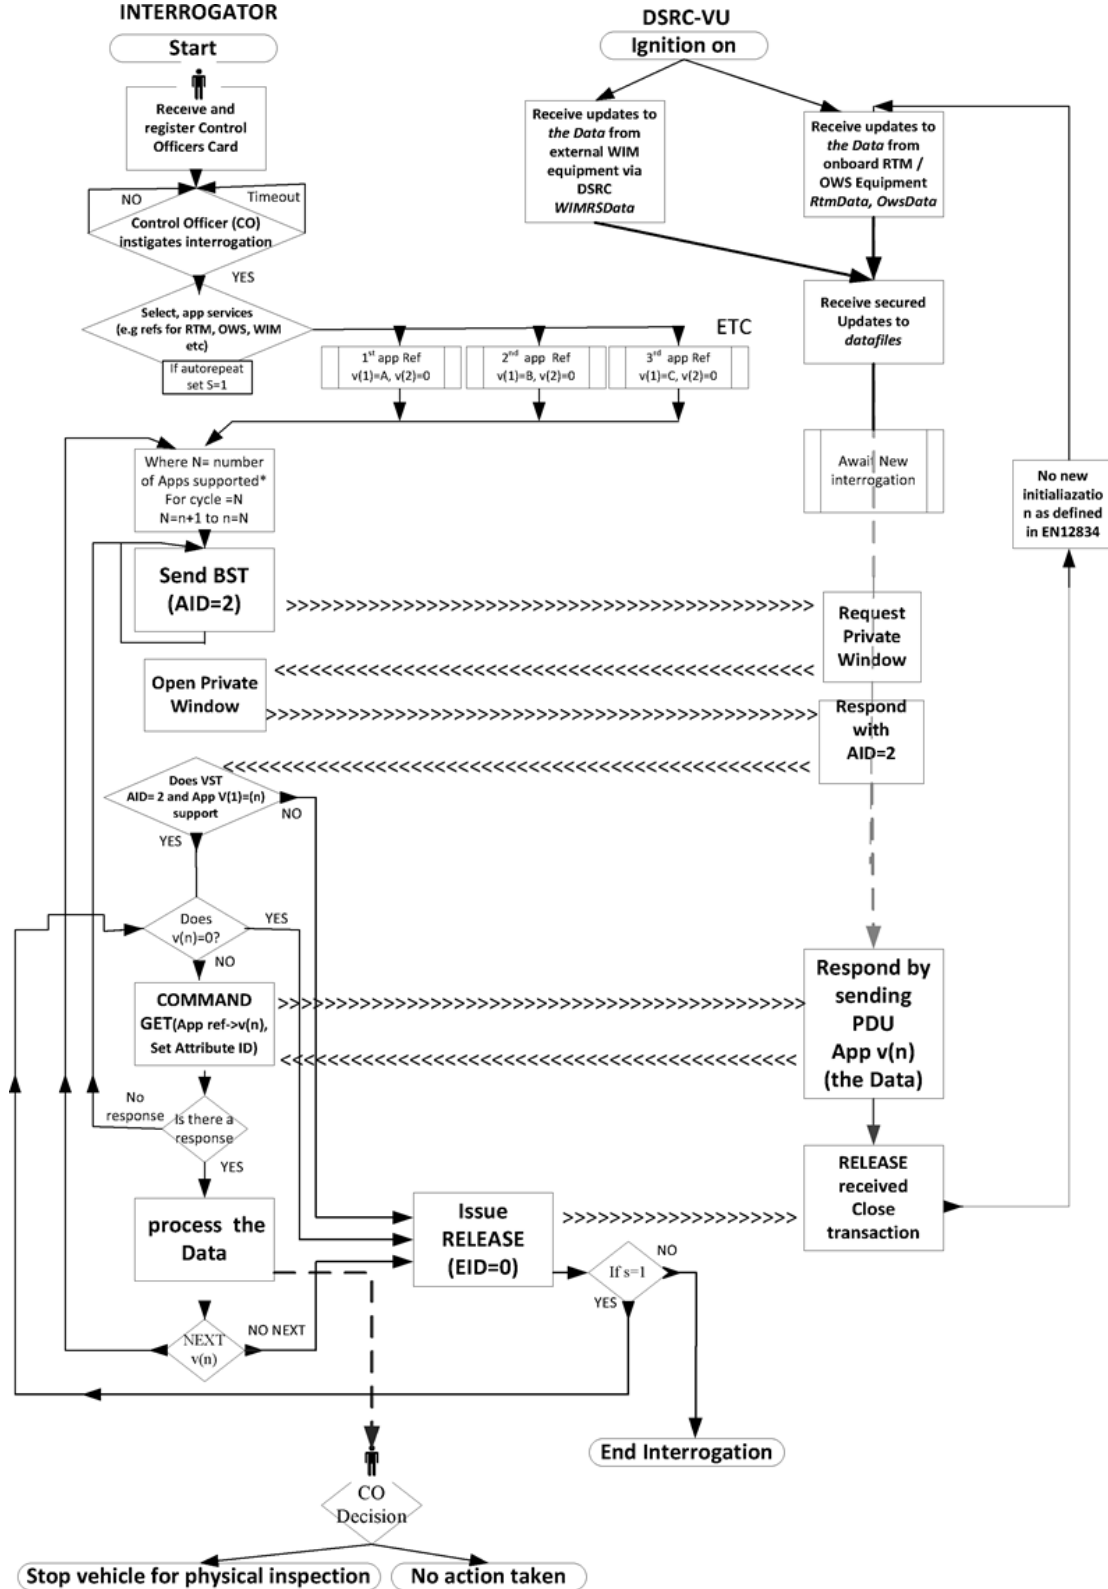 INTERROGATOR
Start
Receive and
register Control
Officers Card
NO
Timeout
Control Officer (CO)
instigates interrogation
YES
Select, app services
(e.g refs for RTM, OWS, WIM
etc)
If autorepeat
set S=1
1st app Ref
v(1)=A, v(2)=0
2nd app Ref
v(1)=B, v(2)=0
3rd app Ref
v(1)=C, v(2)=0
ETC
Where N= number
of Apps supported*
For cycle =N
N=n+1 to n=N
Send BST
(AID=2)
>>>>>>>>>>>>>>>>>>>>>>>>>>>>>>>>>>>>>>>>>>>>>>>>>>>>>
<<<<<<<<<<<<<<<<<<<<<<<<<<<<<<<<<<<<<<<<<<<<<<<<<<<<<<
Open Private
Window
>>>>>>>>>>>>>>>>>>>>>>>>>>>>>>>>>>>>>>>>>>>>>>>>>>>>>>>
<<<<<<<<<<<<<<<<<<<<<<<<<<<<<<<<<<<<<<<<<<<<<<<<<<<<<<<<<<<
Does VST
AID= 2 and App V(1)=(n)
support
NO
YES
Does
v(n)=0?
YES
NO
COMMAND
GET(App ref->v(n),
Set Attribute ID)
>>>>>>>>>>>>>>>>>>>>>>>>>>>>>>>>>>>>>>>>>>>>>>>>>>>>>
<<<<<<<<<<<<<<<<<<<<<<<<<<<<<<<<<<<<<<<<<<<<<<<<<<<<
No
response
Is there a
response
YES
process the
Data
NEXT
v(n)
NO NEXT
Issue
RELEASE
(EID=0)
>>>>>>>>>>>>>>>>>>>>>>>>
If s=1
NO
YES
End Interrogation
CO
Decision
Stop vehicle for physical inspection
No action taken
DSRC-VU
Ignition on
Receive updates to
the Data from
external WIM
equipment via
DSRC
WIMRSData
Receive updates to
the Data from
onboard RTM /
OWS Equipment
RtmData, OwsData
Receive secured
Updates to
datafiles
Await New
interrogation
No new
initialiazatio
n as defined
in EN12834
Request
Private
Window
Respond
with
AID=2
Respond by
sending
PDU
App v(n)
(the Data)
RELEASE
received
Close
transaction